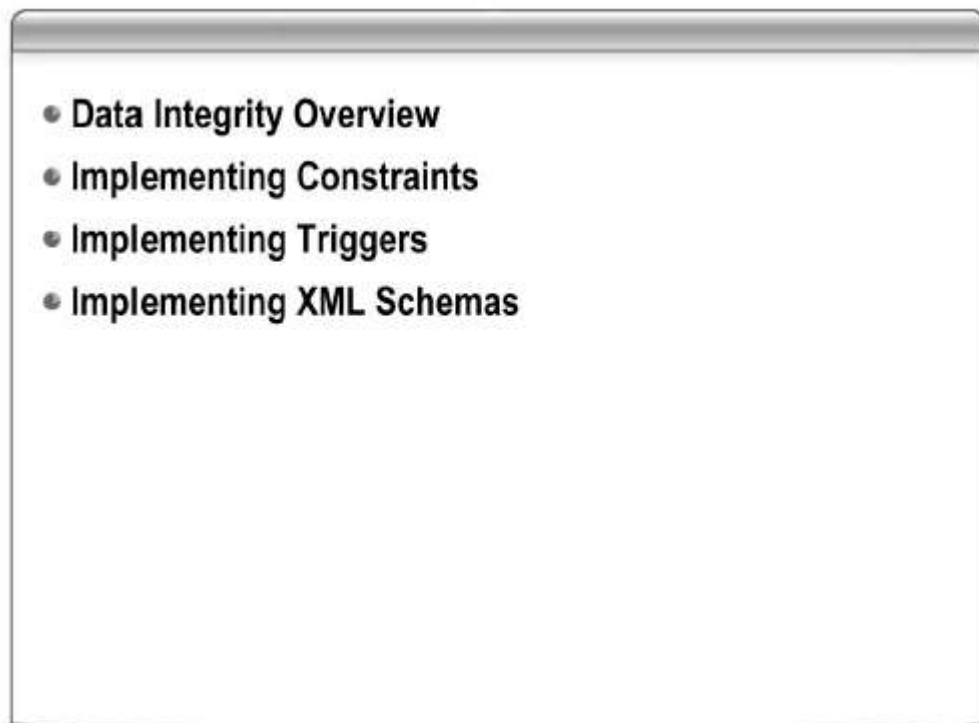 Data Integrity Overview
Implementing Constraints
Implementing Triggers
Implementing XML Schemas